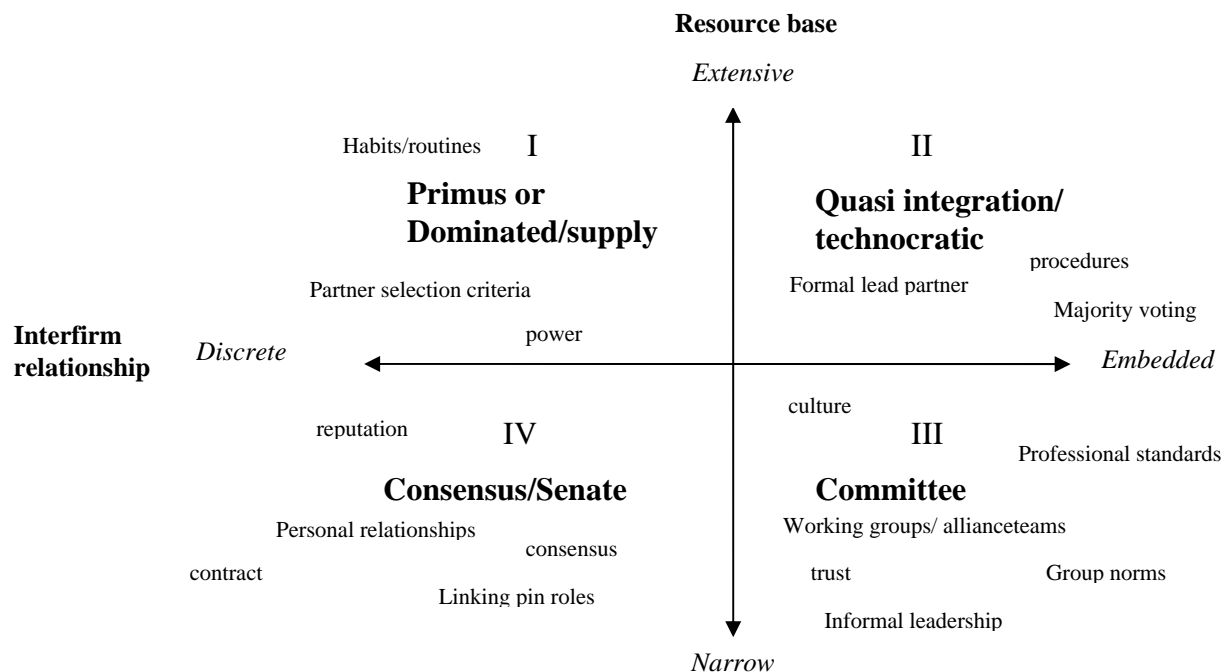 Resource base
Extensive
Habits/routines
I
II
Primus or
Dominated/supply
Quasi integration/
technocratic
procedures
Partner selection criteria
Formal lead partner
Majority voting
power
Interfirm
relationship
Discrete
Embedded
culture
reputation
IV
III
Professional standards
Consensus/Senate
Committee
Personal relationships
Working groups/ allianceteams
consensus
contract
trust
Group norms
Linking pin roles
Informal leadership
Narrow